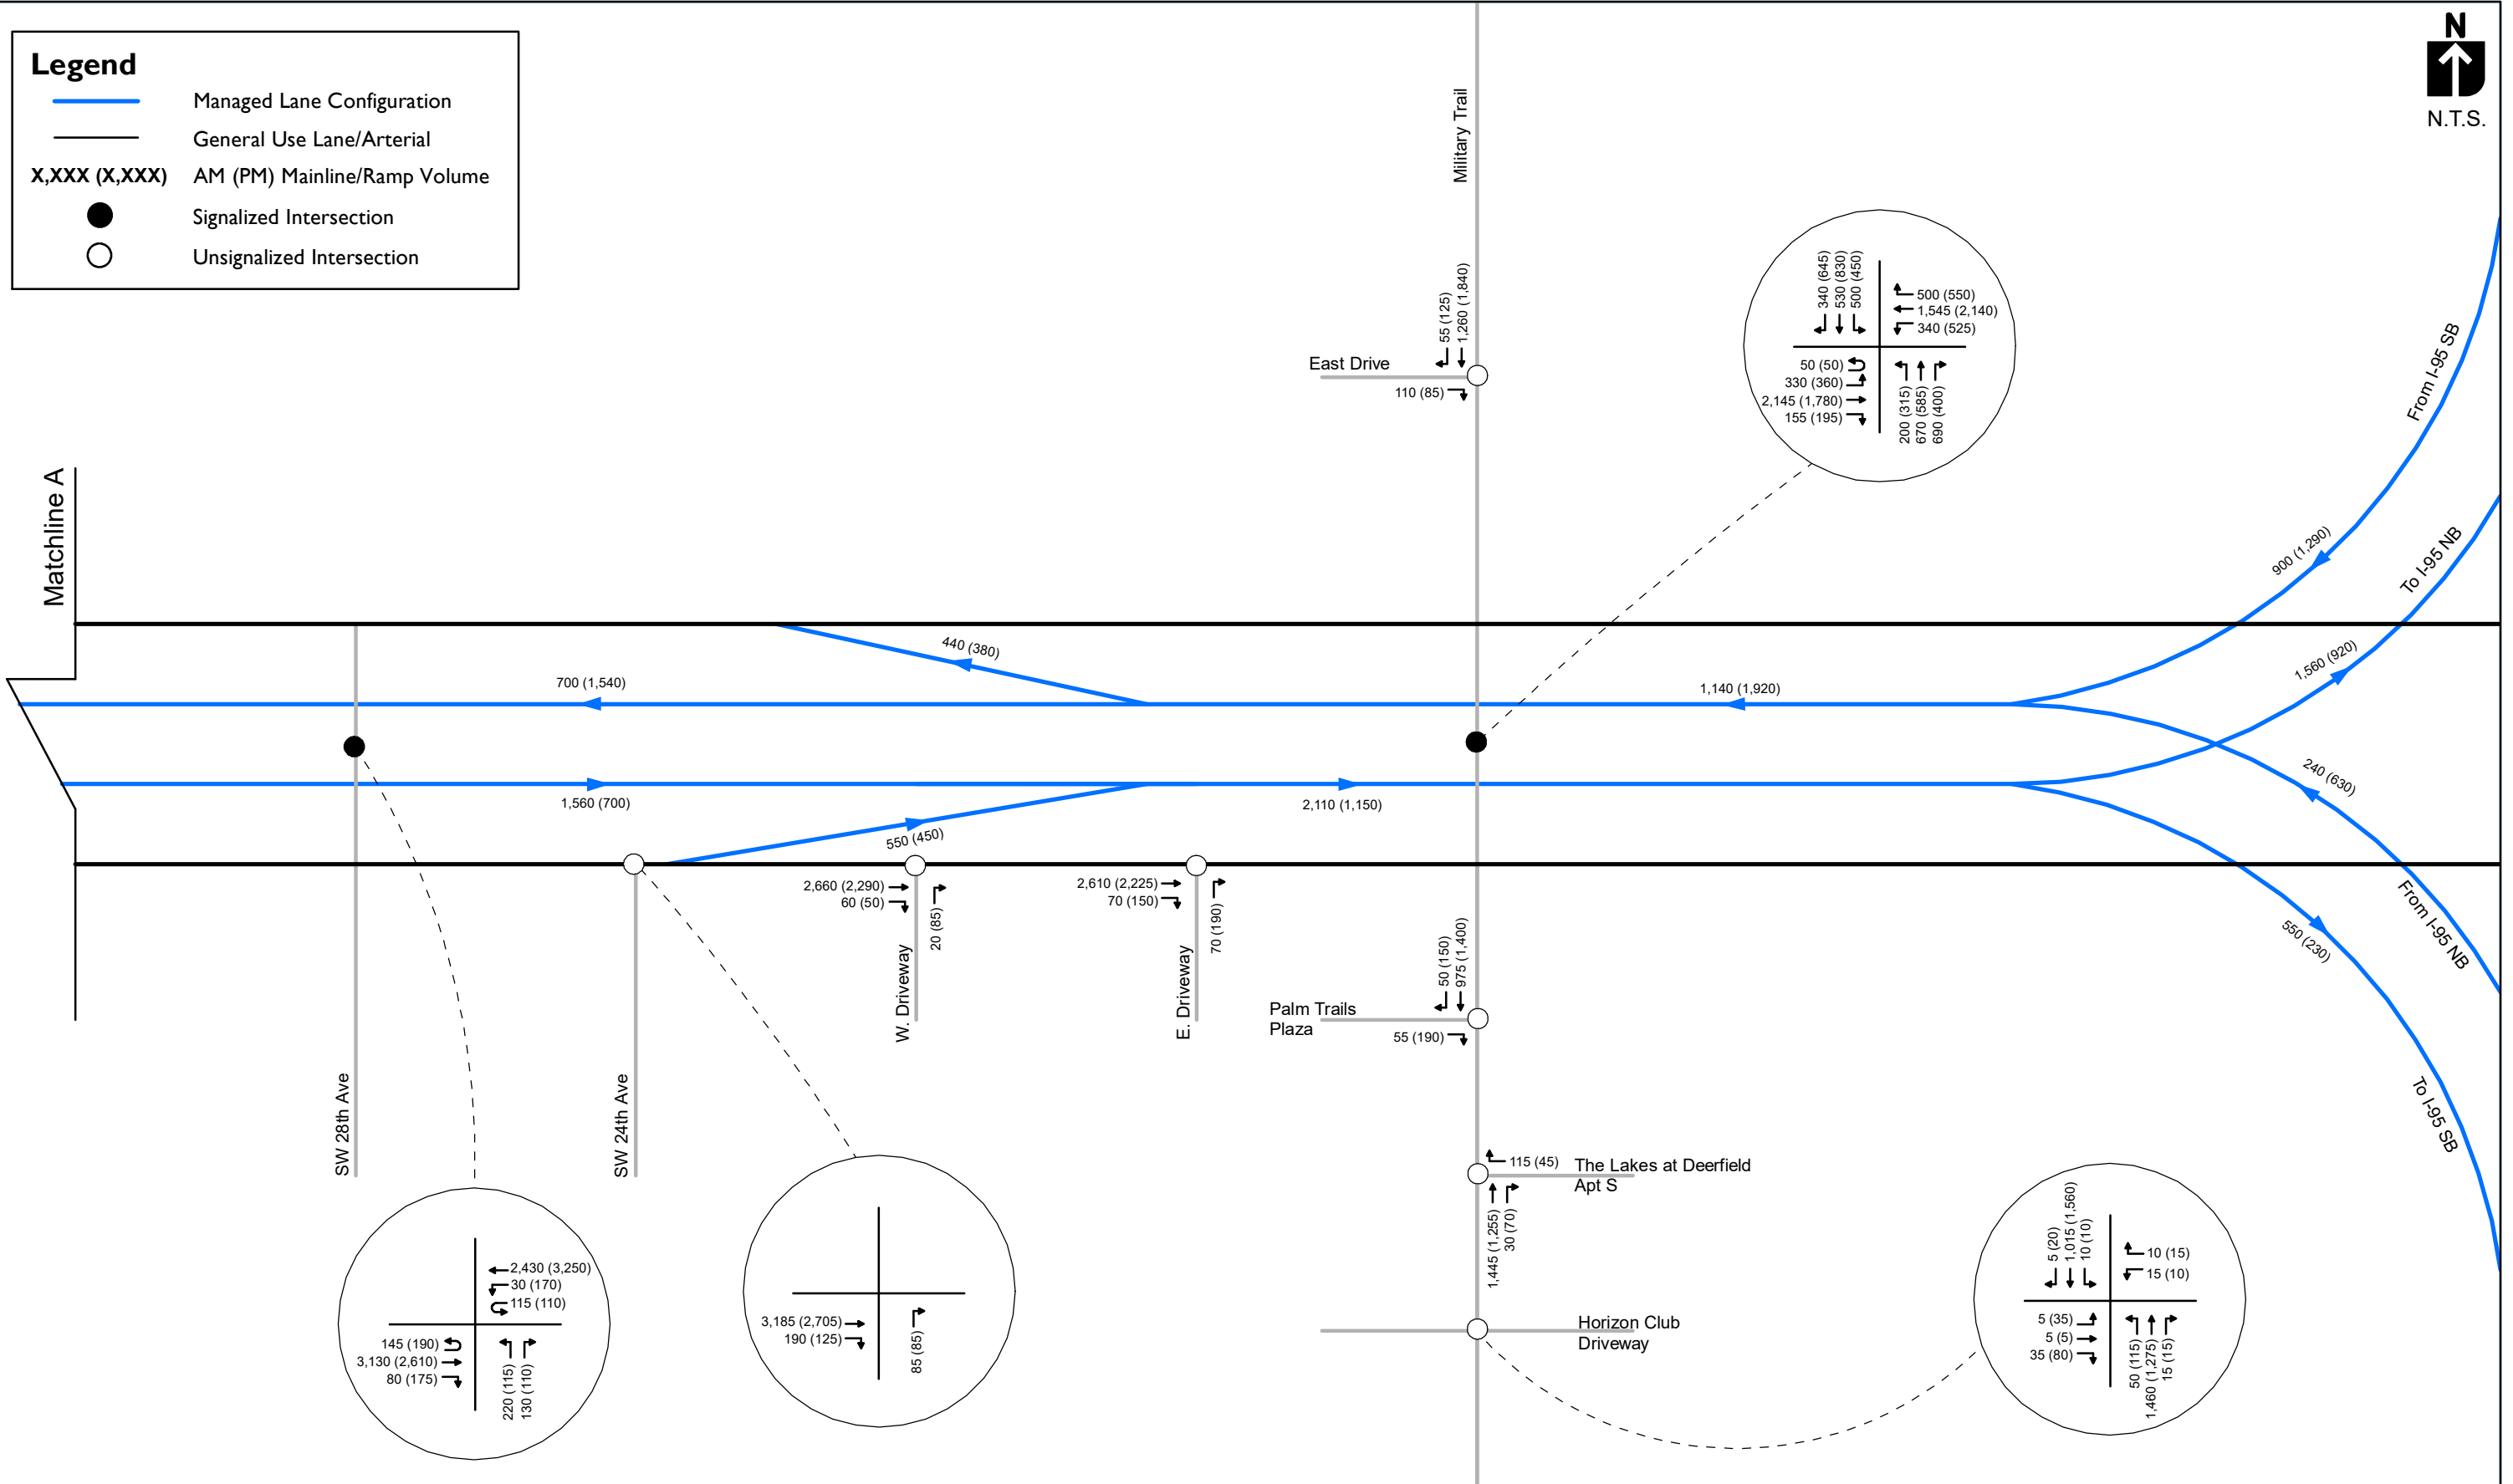 Legend
Managed Lane Configuration
General Use Lane/Arterial
X,XXX (X,XXX) AM (PM) Mainline/Ramp Volume
Signalized Intersection
Unsignalized Intersection
N
N.T.S.
Military Trail
55 (125)
1,260 (1,840)
East Drive
110 (85)
340 (645)
530 (830)
500 (450)
500 (550)
1,545 (2,140)
340 (525)
50 (50)
330 (360)
2,145 (1,780)
155 (195)
200 (315)
670 (585)
690 (400)
From I-95 SB
900 (1,290)
To I-95 NB
1,560 (920)
Matchline A
440 (380)
700 (1,540)
1,140 (1,920)
240 (630)
1,560 (700)
550 (450)
2,110 (1,150)
From I-95 NB
550 (230)
To I-95 SB
2,660 (2,290)
60 (50)
20 (85)
W. Driveway
2,610 (2,225)
70 (150)
70 (190)
E. Driveway
50 (150)
975 (1,400)
Palm Trails
Plaza
55 (190)
SW 28th Ave
SW 24th Ave
115 (45)
The Lakes at Deerfield
Apt S
1,445 (1,255)
30 (70)
Horizon Club
Driveway
2,430 (3,250)
30 (170)
115 (110)
145 (190)
3,130 (2,610)
80 (175)
220 (115)
130 (110)
3,185 (2,705)
190 (125)
85 (85)
5 (20)
1,015 (1,560)
10 (10)
10 (15)
15 (10)
5 (35)
5 (5)
35 (80)
50 (115)
1,460 (1,275)
15 (15)